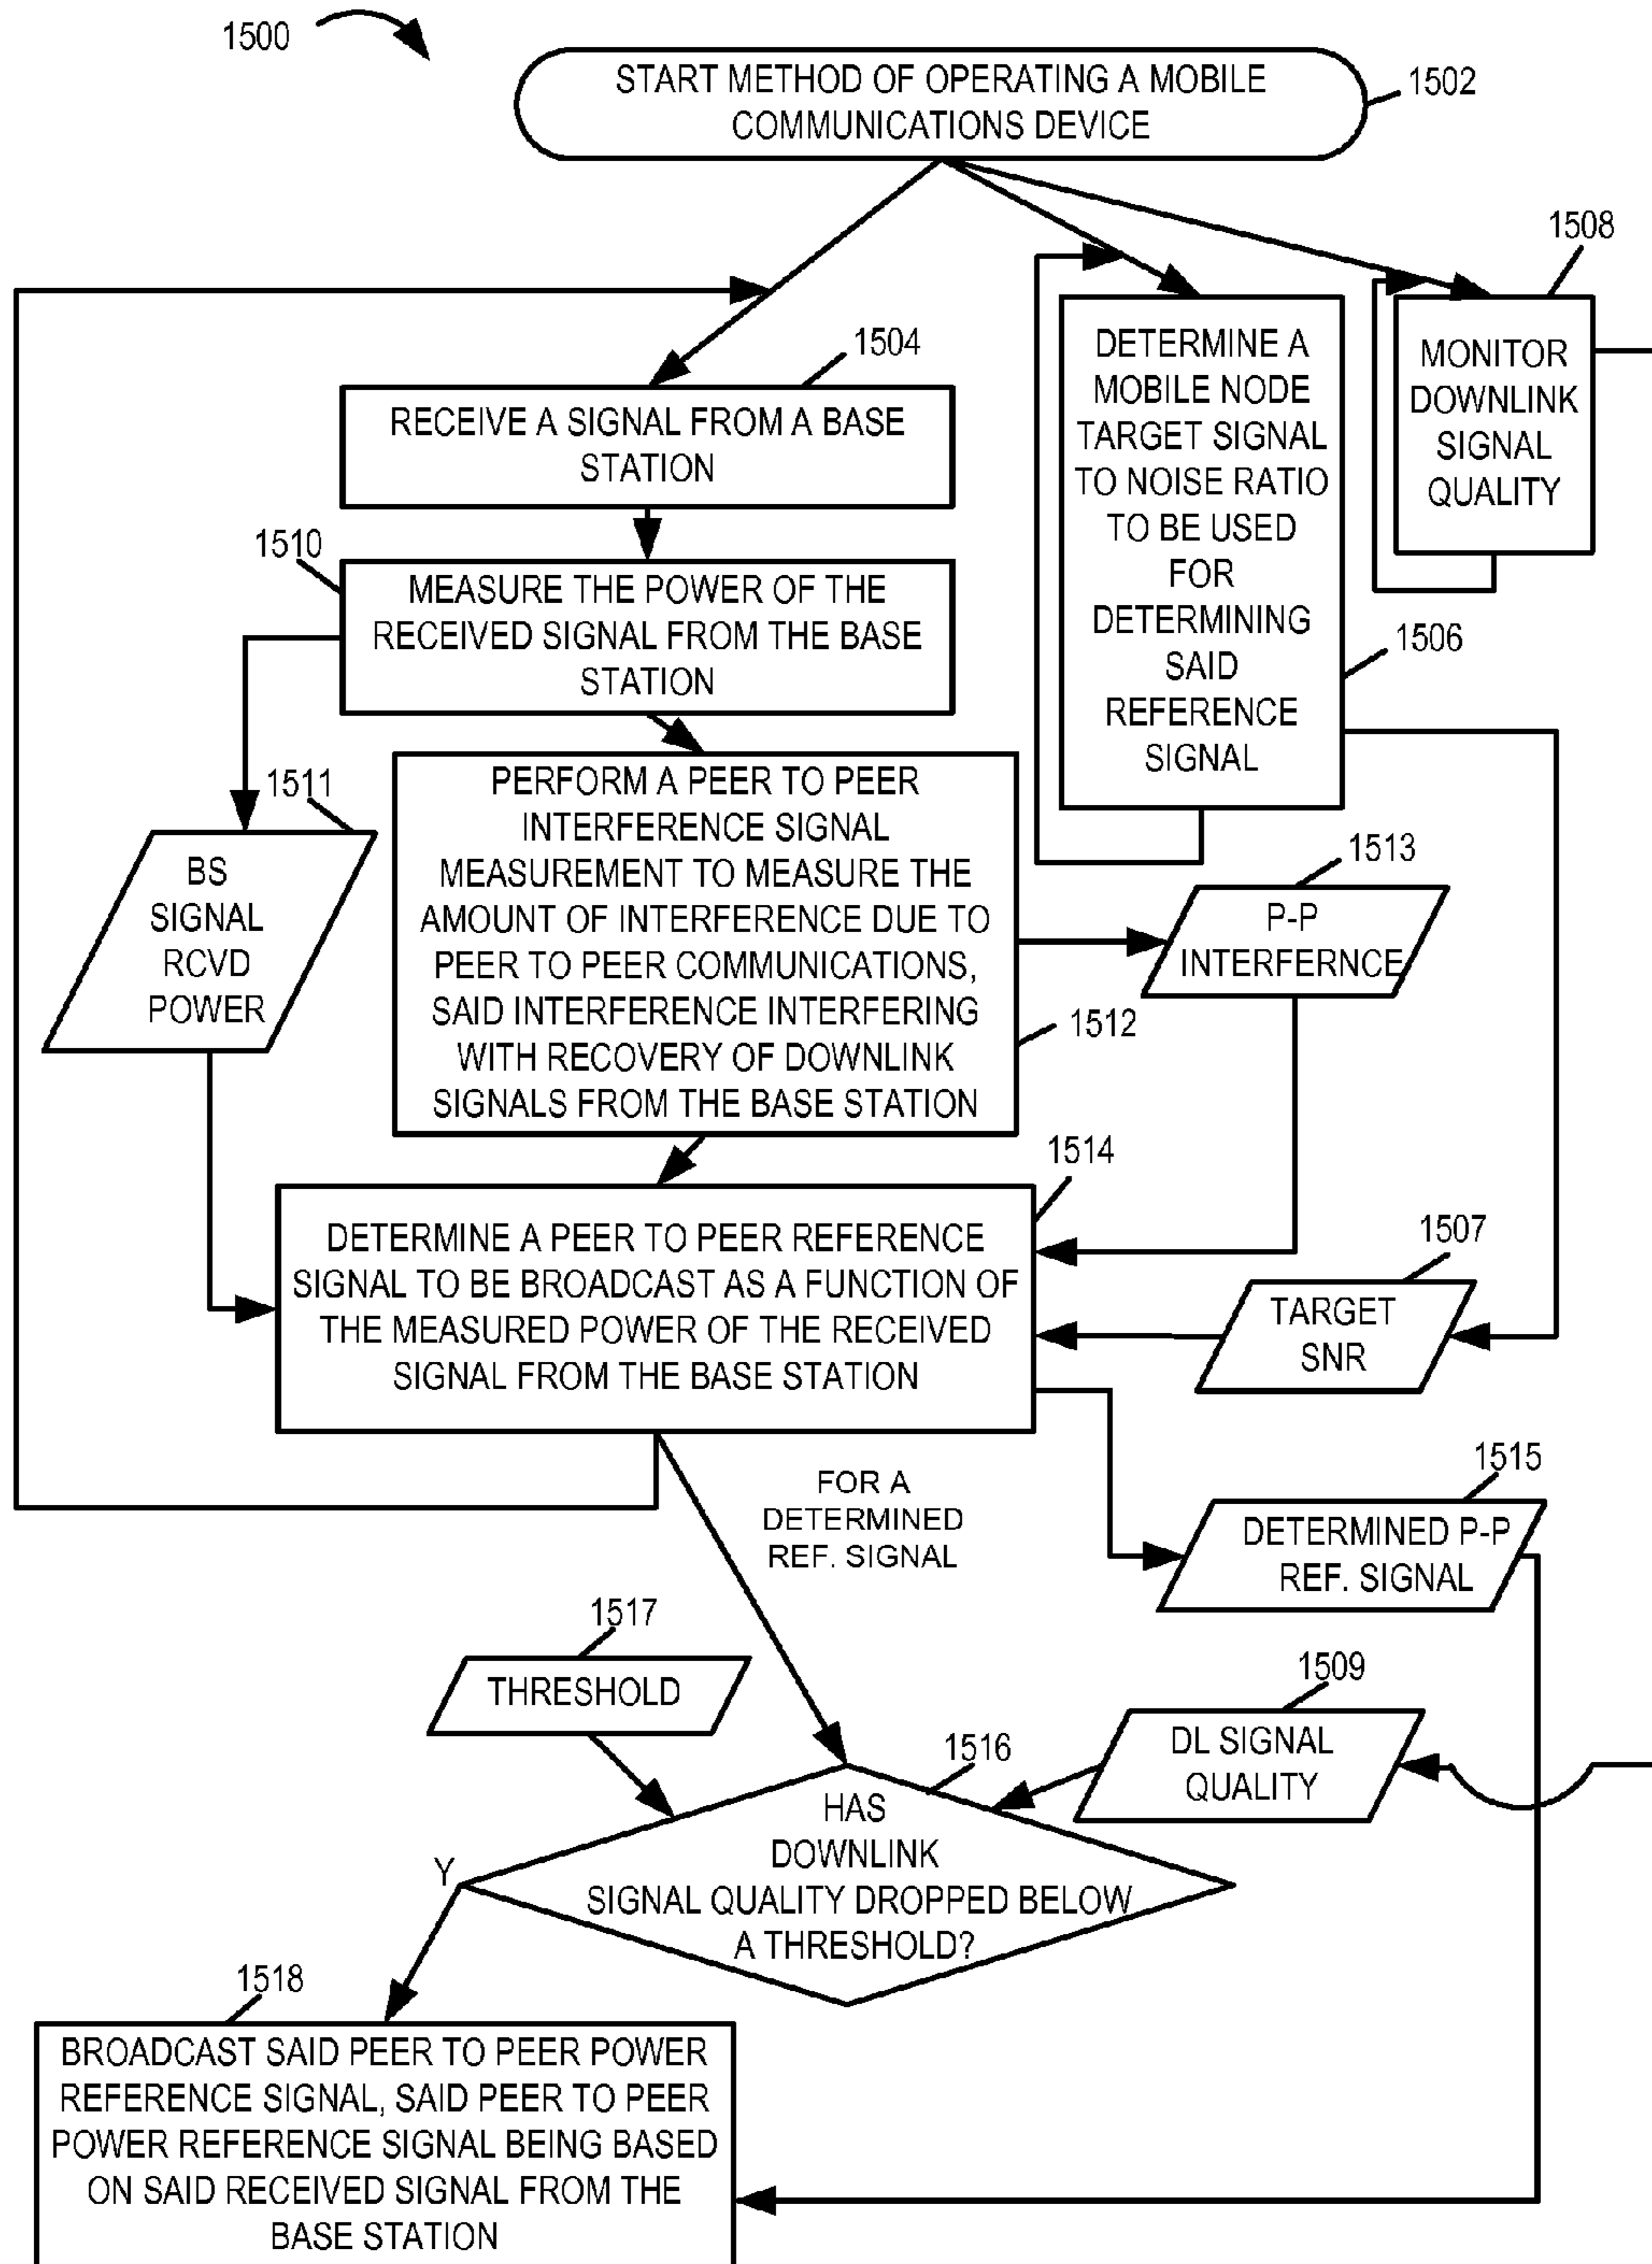 1500
START METHOD OF OPERATING A MOBILE
COMMUNICATIONS DEVICE
1502
1508
MONITOR
DOWNLINK
SIGNAL
QUALITY
1504
RECEIVE A SIGNAL FROM A BASE
STATION
DETERMINE A
MOBILE NODE
TARGET SIGNAL
TO NOISE RATIO
TO BE USED
FOR
DETERMINING
SAID
REFERENCE
SIGNAL
1506
1510
MEASURE THE POWER OF THE
RECEIVED SIGNAL FROM THE BASE
STATION
1511
BS
SIGNAL
RCVD
POWER
PERFORM A PEER TO PEER
INTERFERENCE SIGNAL
MEASUREMENT TO MEASURE THE
AMOUNT OF INTERFERENCE DUE TO
PEER TO PEER COMMUNICATIONS,
SAID INTERFERENCE INTERFERING
WITH RECOVERY OF DOWNLINK
SIGNALS FROM THE BASE STATION
1512
1513
P-P
INTERFERNCE
1514
DETERMINE A PEER TO PEER REFERENCE
SIGNAL TO BE BROADCAST AS A FUNCTION OF
THE MEASURED POWER OF THE RECEIVED
SIGNAL FROM THE BASE STATION
1507
TARGET
SNR
FOR A
DETERMINED
REF. SIGNAL
1515
DETERMINED P-P
REF. SIGNAL
1517
THRESHOLD
1509
DL SIGNAL
QUALITY
1516
HAS
DOWNLINK
SIGNAL QUALITY DROPPED BELOW
A THRESHOLD?
Y
1518
BROADCAST SAID PEER TO PEER POWER
REFERENCE SIGNAL, SAID PEER TO PEER
POWER REFERENCE SIGNAL BEING BASED
ON SAID RECEIVED SIGNAL FROM THE
BASE STATION